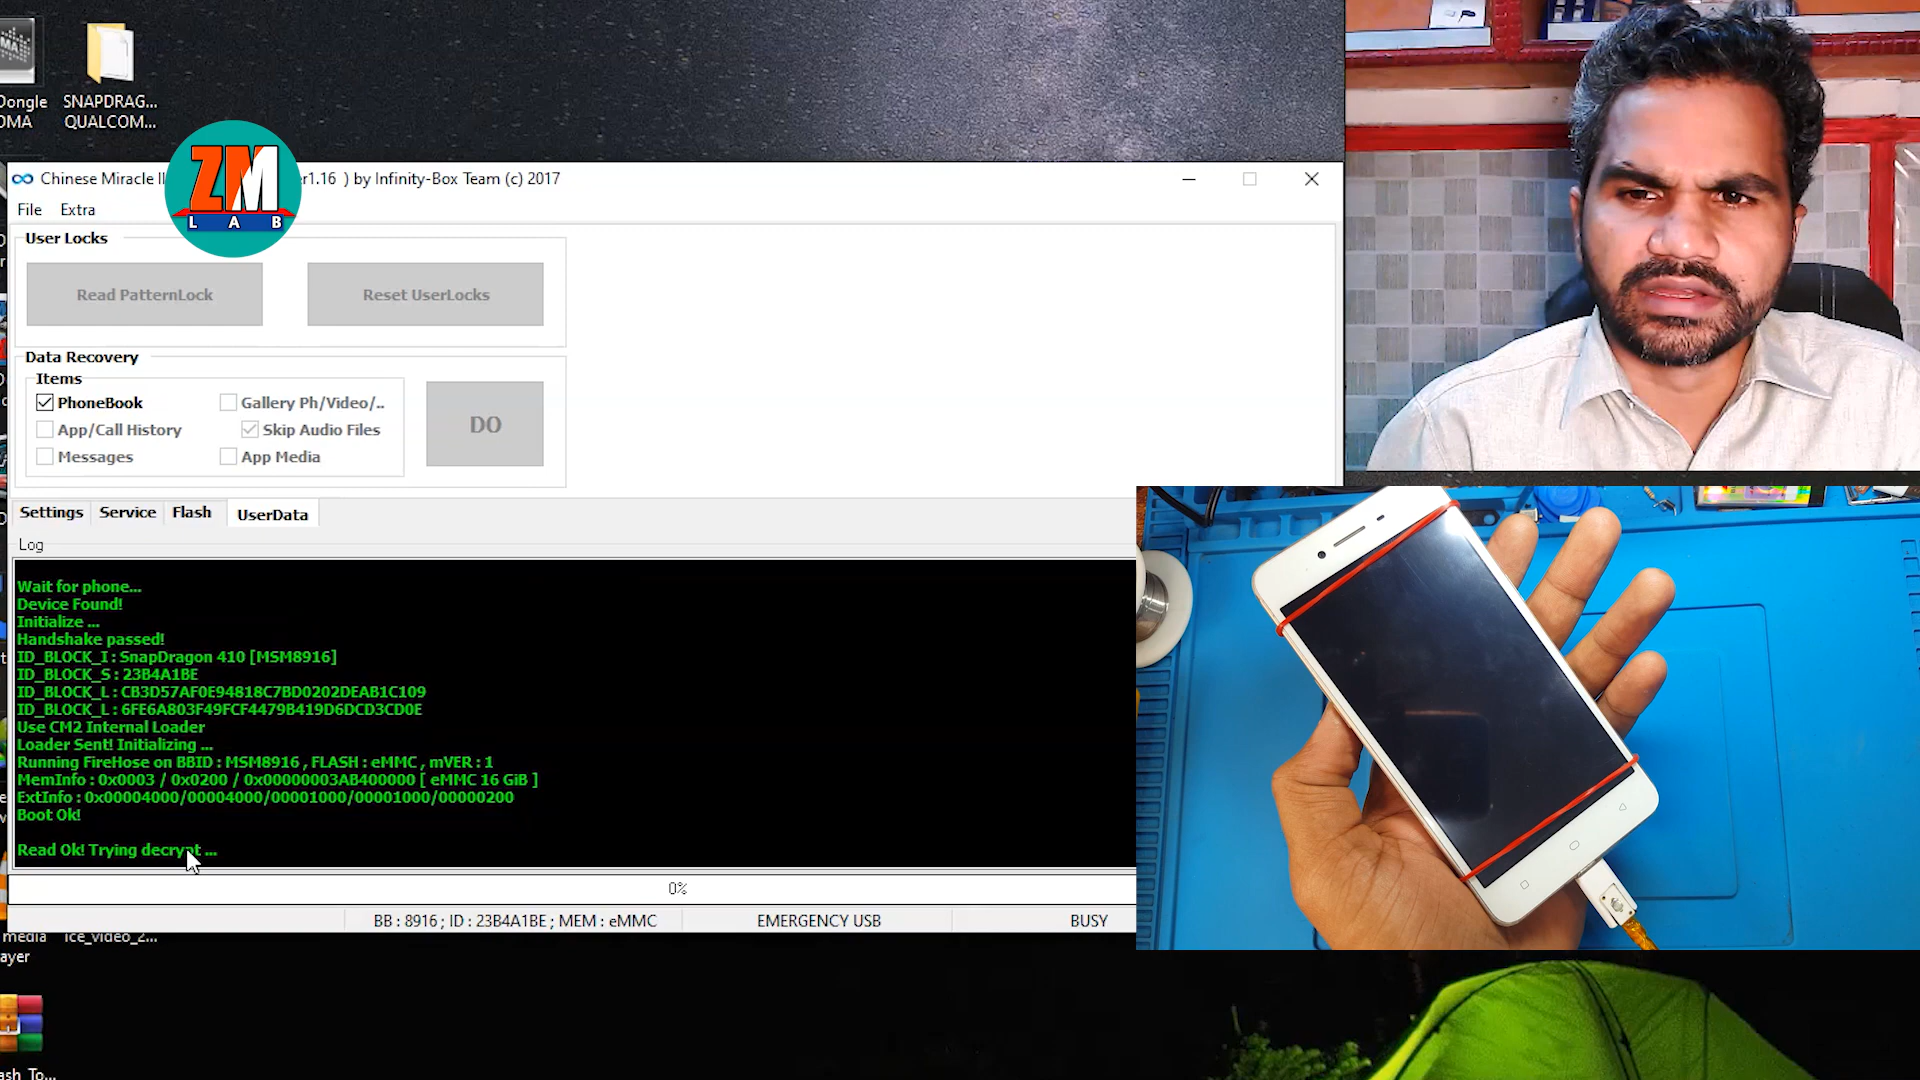 Dongle
OMA
SNAPDRAG...
QUALCOM...
ZM
LAB
Chinese Miracle II
er1.16 ) by Infinity-Box Team (c) 2017
File Extra
User Locks
Read PatternLock
Reset UserLocks
Data Recovery
Items
PhoneBook
Gallery Ph/Video/..
App/Call History
Skip Audio Files
Messages
App Media
DO
Settings Service Flash UserData
Log
Wait for phone...
Device Found!
Initialize ...
Handshake passed!
ID_BLOCK_I : SnapDragon 410 [MSM8916]
ID_BLOCK_S : 23B4A1BE
ID_BLOCK_L : CB3D57AF0E94818C7BD0202DEAB1C109
ID_BLOCK_L : 6FE6A803F49FCF4479B419D6DCD3CD0E
Use CM2 Internal Loader
Loader Sent! Initializing ...
Running FireHose on BBID : MSM8916 , FLASH : eMMC , mVER : 1
MemInfo : 0x0003 / 0x0200 / 0x00000003AB400000 [ eMMC 16 GiB ]
ExtInfo : 0x00004000/00004000/00001000/00001000/00000200
Boot Ok!
Read Ok! Trying decrypt ...
0%
BB : 8916 ; ID : 23B4A1BE ; MEM : eMMC
EMERGENCY USB
BUSY
media
ice_video_2...
ayer
ash_To...